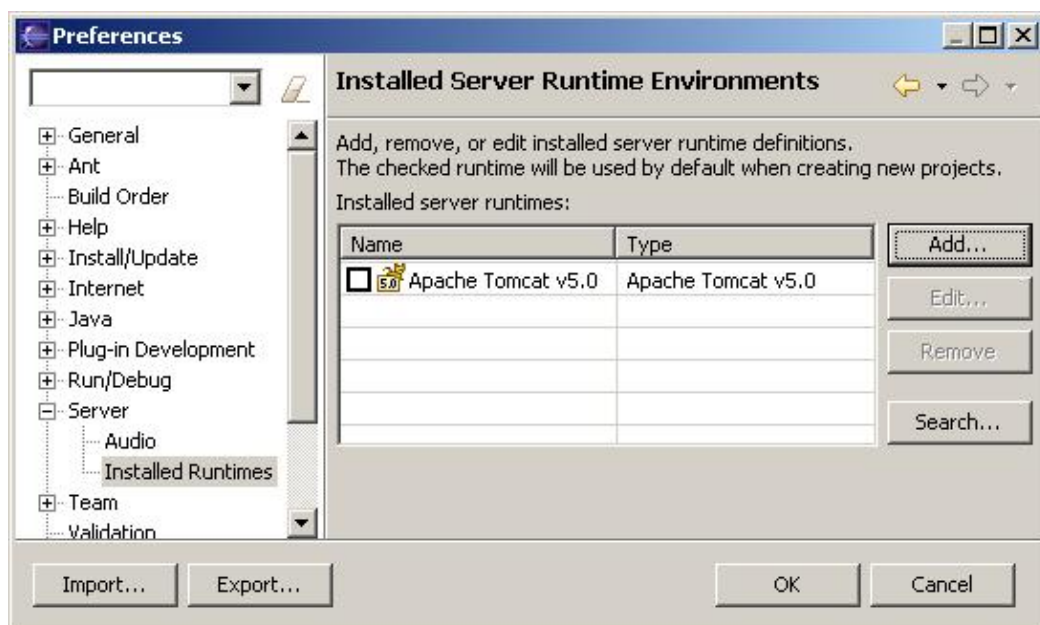 Preferences
Installed Server Runtime Environments
General
Ant
Build Order
Help
Install/Update
Internet
Java
Plug-in Development
Run/Debug
Server
Audio
Installed Runtimes
Team
Validation
Add, remove, or edit installed server runtime definitions.
The checked runtime will be used by default when creating new projects.
Installed server runtimes:
Name Type
5.0 Apache Tomcat v5.0 Apache Tomcat v5.0
Add...
Edit...
Remove
Search...
Import... Export... OK Cancel